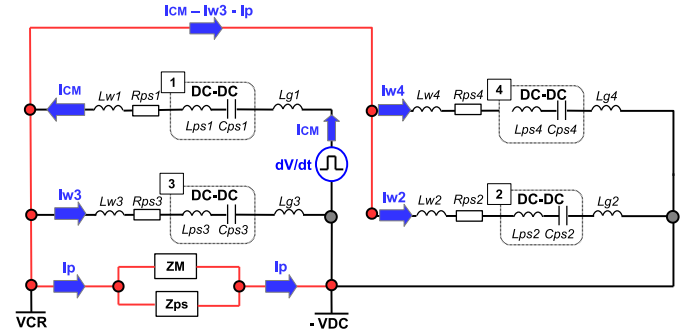 ICM – Iw3 - Ip
1
DC-DC
ICM
Lw1
Rps1
Lps1
Cps1
Lg1
ICM
dV/dt
Iw4
Lw4
Rps4
4
DC-DC
Lps4
Cps4
Lg4
3
DC-DC
Iw3
Lw3
Rps3
Lps3
Cps3
Lg3
Iw2
Lw2
Rps2
2
DC-DC
Lps2
Cps2
Lg2
Ip
ZM
Zps
Ip
VCR
- VDC